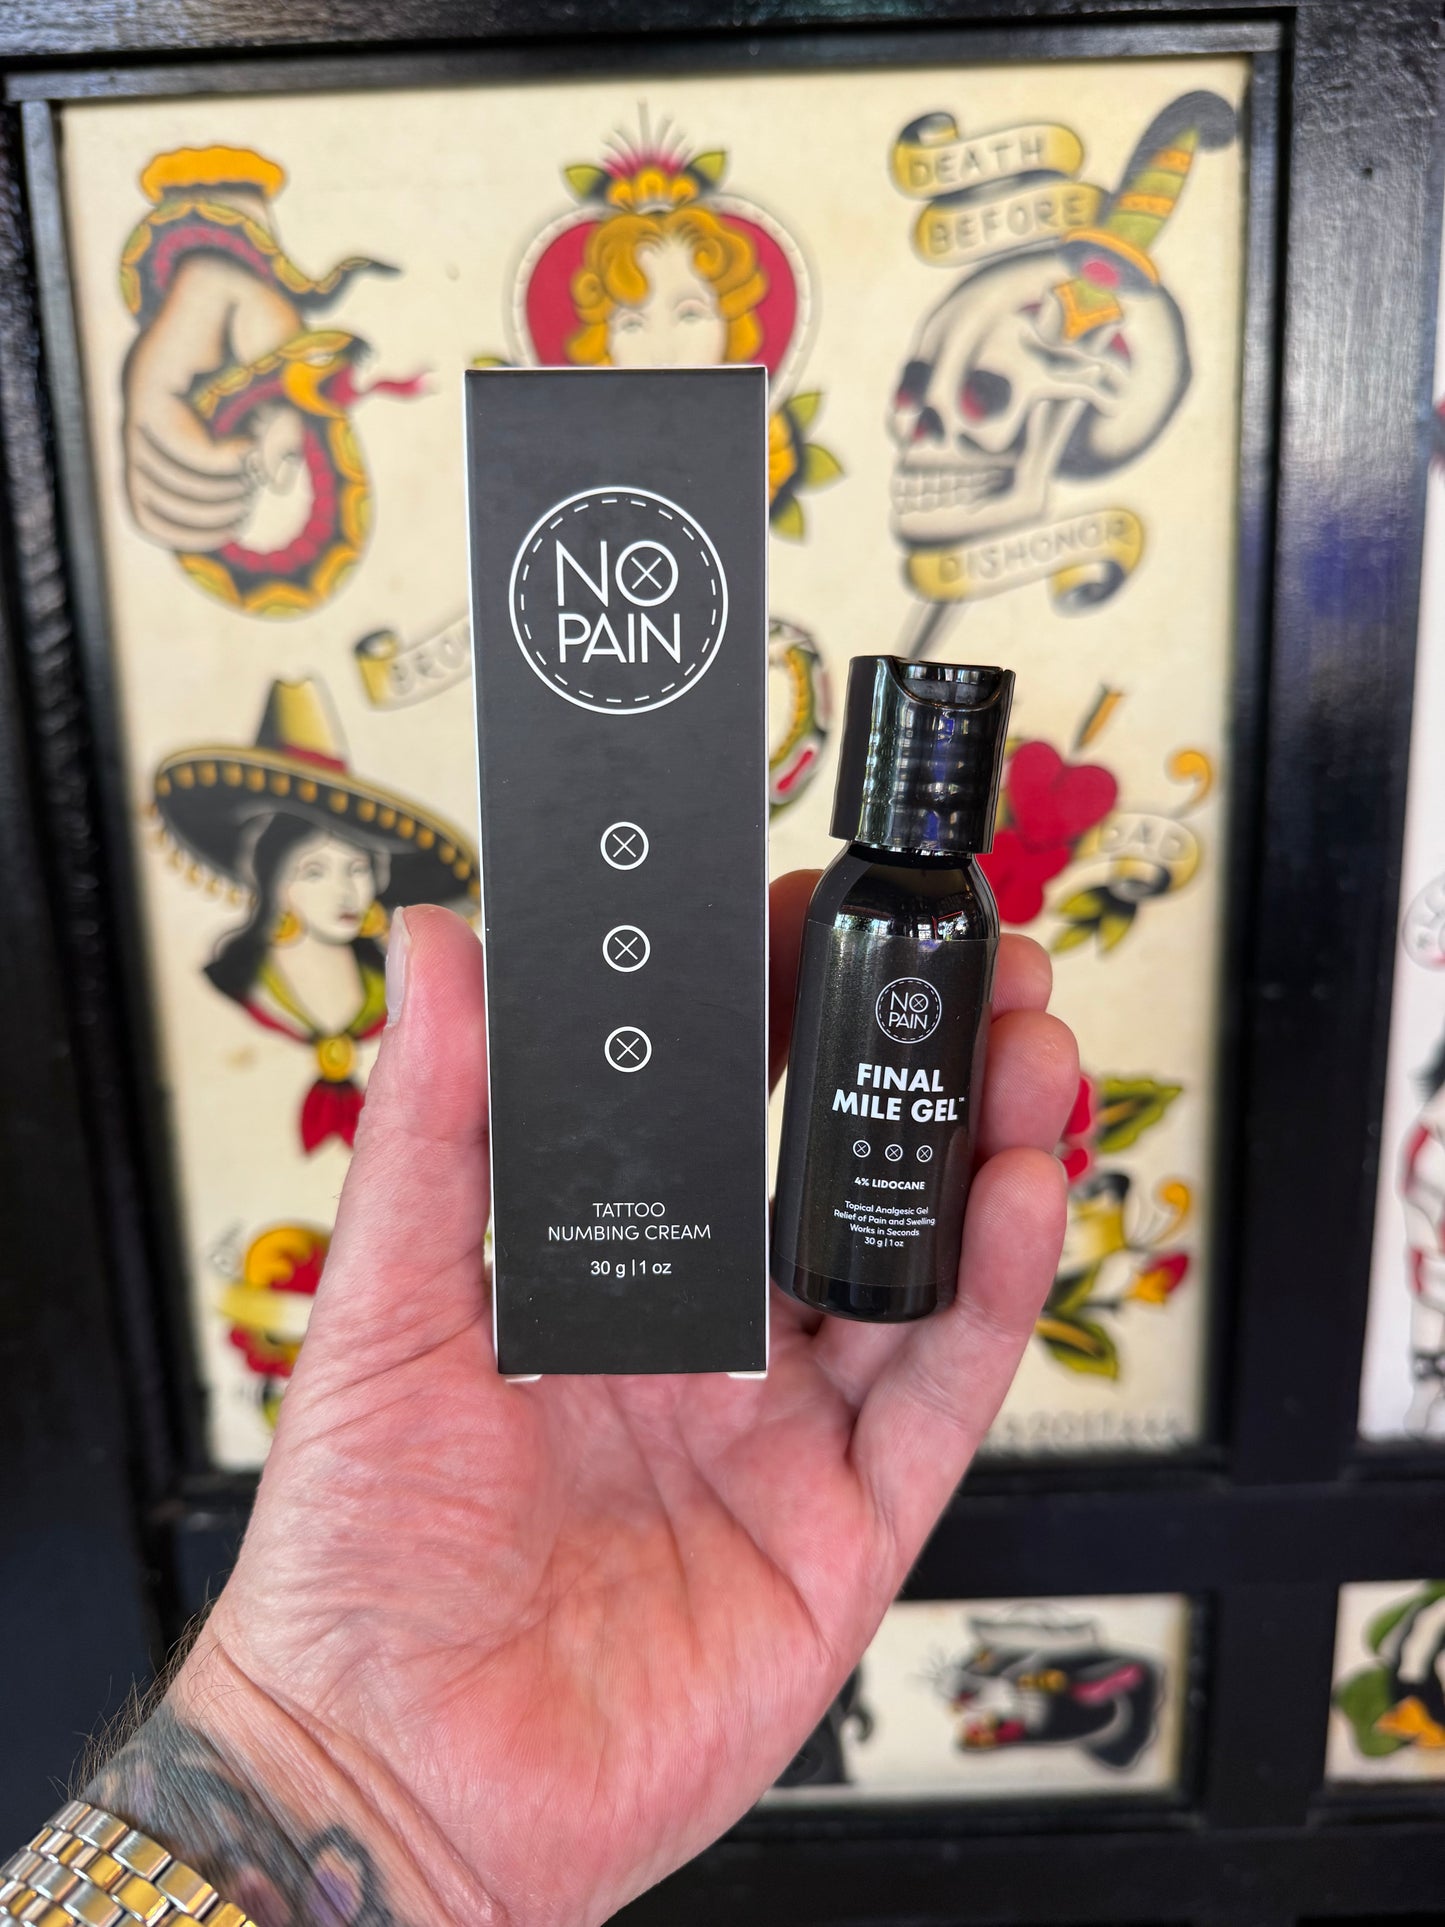 DEATH
BEFORE
DISHONOR
DAD
NO
PAIN
TATTOO
NUMBING CREAM
30 g | 1 oz
NO
PAIN
FINAL
MILE GEL™
4% LIDOCANE
Topical Analgesic Gel
Relief of Pain and Swelling
Works in Seconds
30 g | 1 oz